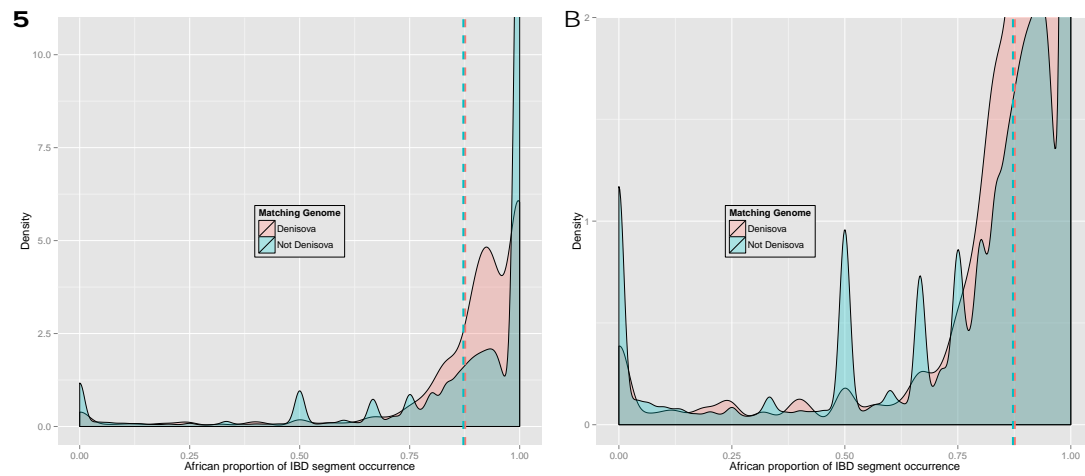 5
10.0
7.5
5.0
2.5
0.0
Density
Matching Genome
Denisova
Not Denisova
0.00 0.25 0.50 0.75 1.00
African proportion of IBD segment occurrence
B
2
1
0
Density
Matching Genome
Denisova
Not Denisova
0.00 0.25 0.50 0.75 1.00
African proportion of IBD segment occurrence